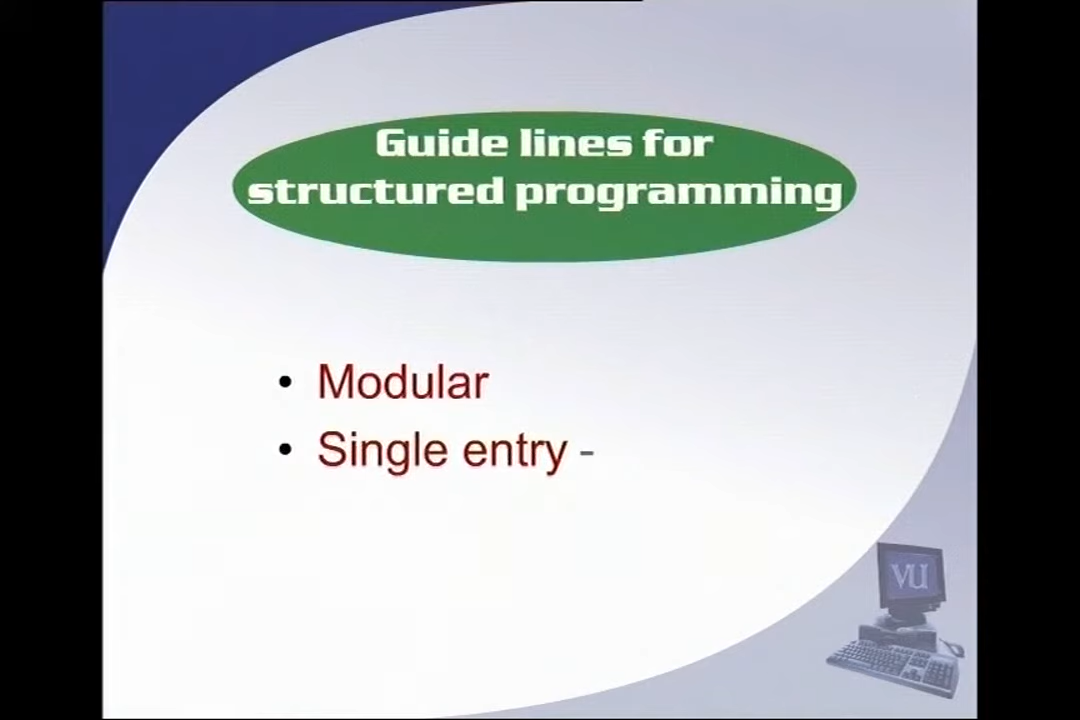 Guide lines for
structured programming
• Modular
• Single entry -
VU